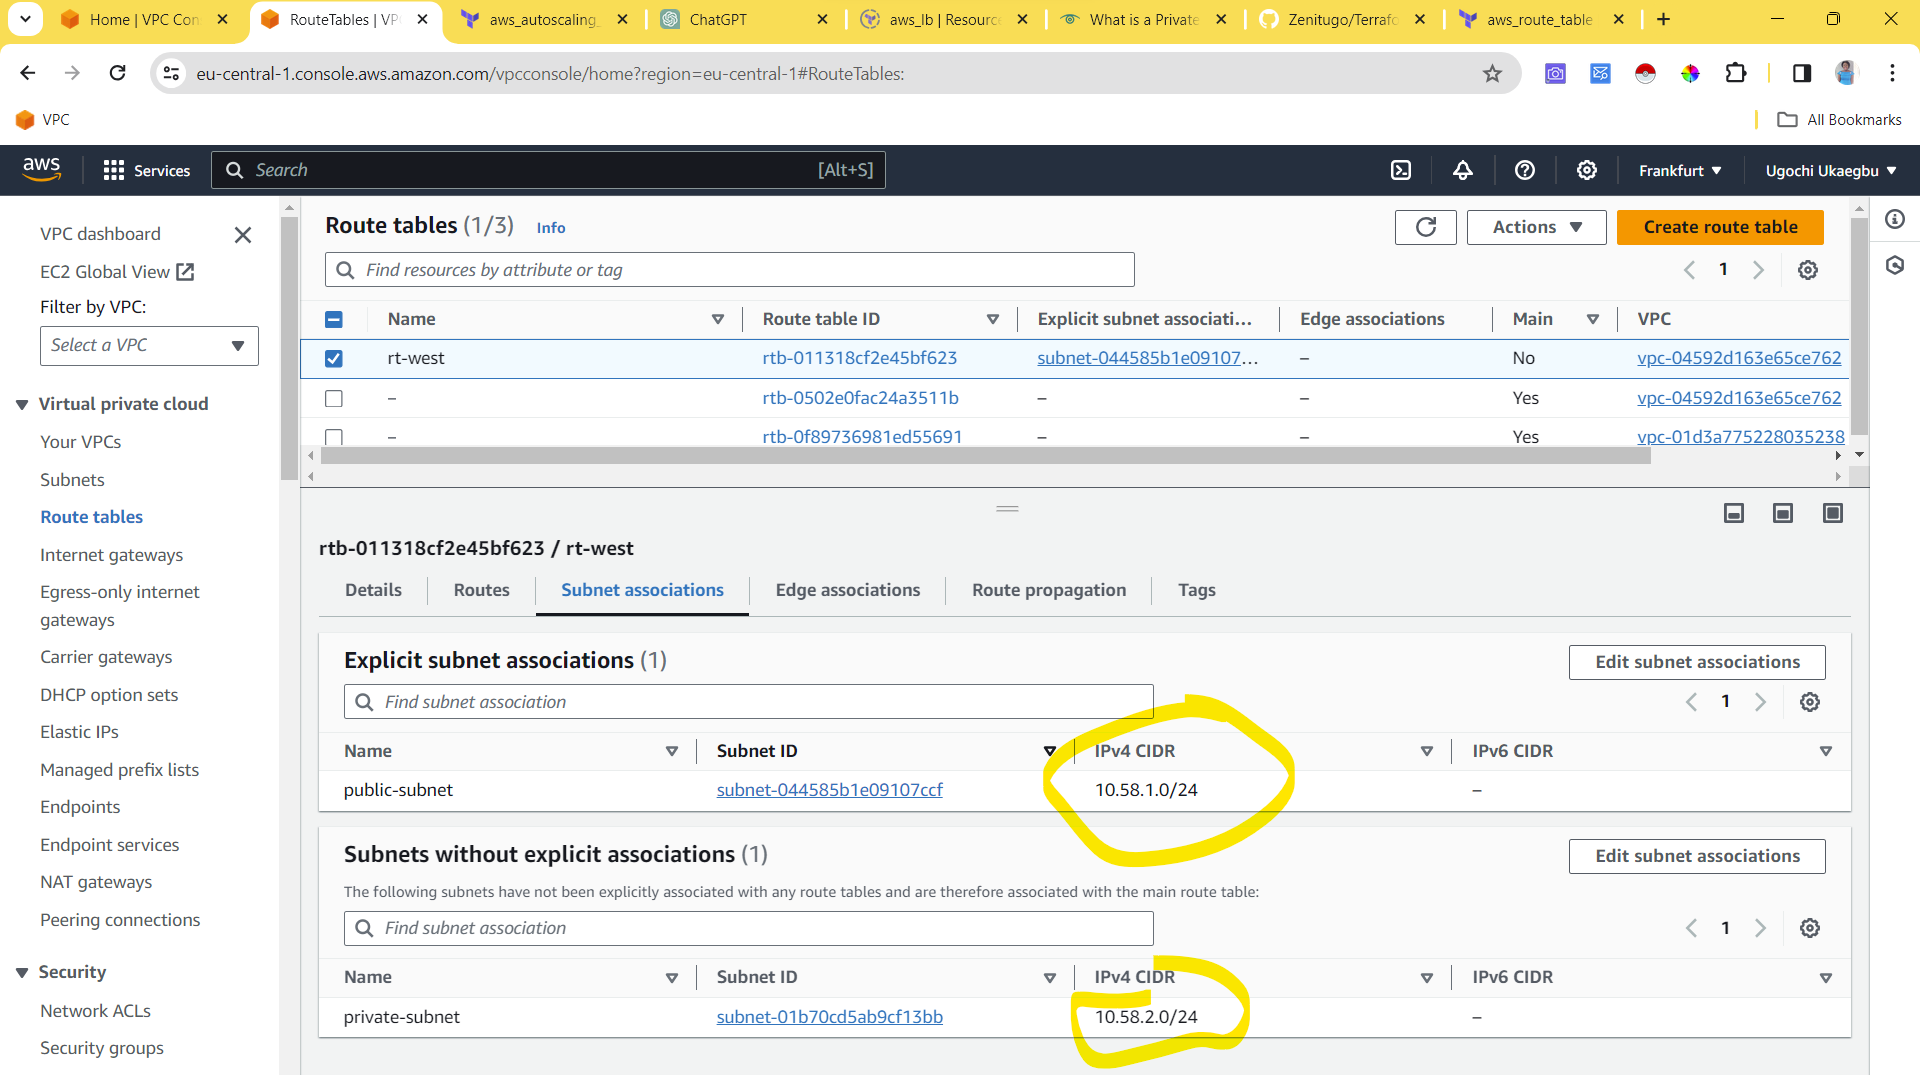 Home | VPC Con
RouteTables | VP
aws_autoscaling_
ChatGPT
aws_lb | Resourc
What is a Private
Zenitugo/Terrafo
aws_route_table
eu-central-1.console.aws.amazon.com/vpcconsole/home?region=eu-central-1#RouteTables:
VPC
All Bookmarks
aws
Services
Search
[Alt+S]
Frankfurt
Ugochi Ukaegbu
VPC dashboard
EC2 Global View
Filter by VPC:
Select a VPC
Virtual private cloud
Your VPCs
Subnets
Route tables
Internet gateways
Egress-only internet
gateways
Carrier gateways
DHCP option sets
Elastic IPs
Managed prefix lists
Endpoints
Endpoint services
NAT gateways
Peering connections
Security
Network ACLs
Security groups
Route tables (1/3) Info
Actions
Create route table
Find resources by attribute or tag
1
Name Route table ID Explicit subnet associati... Edge associations Main VPC
rt-west rtb-011318cf2e45bf623 subnet-044585b1e09107... – No vpc-04592d163e65ce762
– rtb-0502e0fac24a3511b – – Yes vpc-04592d163e65ce762
– rtb-0f89736981ed55691 – – Yes vpc-01d3a775228035238
rtb-011318cf2e45bf623 / rt-west
Details Routes Subnet associations Edge associations Route propagation Tags
Explicit subnet associations (1)
Edit subnet associations
Find subnet association
1
Name Subnet ID IPv4 CIDR IPv6 CIDR
public-subnet subnet-044585b1e09107ccf 10.58.1.0/24 –
Subnets without explicit associations (1)
Edit subnet associations
The following subnets have not been explicitly associated with any route tables and are therefore associated with the main route table:
Find subnet association
1
Name Subnet ID IPv4 CIDR IPv6 CIDR
private-subnet subnet-01b70cd5ab9cf13bb 10.58.2.0/24 –